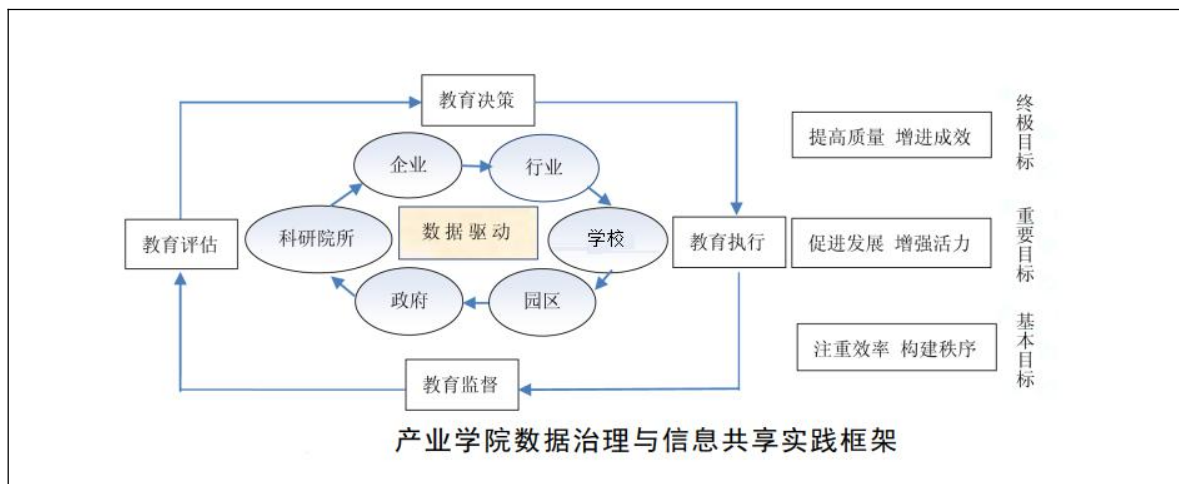 教育决策
提高质量 增进成效
终极目标
企业
行业
教育评估
科研院所
数据驱动
学校
教育执行
促进发展 增强活力
重要目标
政府
园区
注重效率 构建秩序
基本目标
教育监督
产业学院数据治理与信息共享实践框架